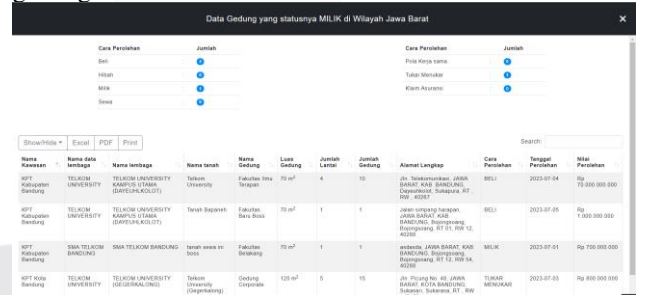 Data Gedung yang statusnya MILIK di Wilayah Jawa Barat
Cara Perolehan Jumlah
Beli
Hibah
Milik
Sewa
Cara Perolehan Jumlah
Pola Kerja sama
Tukar Menukar
Klaim Asuransi
Show/Hide Excel PDF Print
Search:
Nama Kawasan Nama data lembaga Nama lembaga Nama tanah Nama Gedung Luas Gedung Jumlah Lantai Jumlah Gedung Alamat Lengkap Cara Perolehan Tanggal Perolehan Nilai Perolehan
KPT TELKOM TELKOM UNIVERSITY Telkom Fakultas Ilmu 70 m² 4 10 Jln. Telekomunikasi, JAWA BELI 2023-07-04 Rp
Kabupaten UNIVERSITY KAMPUS UTAMA University Terapan BARAT, KAB. BANDUNG, 70.000.000.000
Bandung (DAYEUHKOLOT) Dayeuhkolot, Sukapura, RT , RW , 40267
KPT TELKOM TELKOM UNIVERSITY Tanah Bapaneh Fakultas 70 m² 1 1 Jalan simpang harapan, BELI 2023-07-05 Rp
Kabupaten UNIVERSITY KAMPUS UTAMA Baru Boss JAWA BARAT, KAB. 1.000.000.000
Bandung (DAYEUHKOLOT) BANDUNG, Bojongsoang, Bojongsoang, RT 01, RW 12, 40288
KPT SMA TELKOM SMA TELKOM BANDUNG tanah sewa ini Fakultas 70 m² 1 1 JAWA BARAT, KAB. MILIK 2023-07-01 Rp 700.000.000
Kabupaten BANDUNG boss Belakang BANDUNG, Bojongsoang,
Bandung Bojongsoang, RT 12, RW 54, 40288
KPT Kota TELKOM TELKOM UNIVERSITY Telkom Gedung 120 m² 5 15 Jln. Picung No. 40, JAWA TUKAR 2023-07-03 Rp 800.000.000
Bandung UNIVERSITY (GEGERKALONG) University Corporate BARAT, KOTA BANDUNG, MENUKAR
(Gegerkalong) Sukasari, Sukarasa, RT , RW